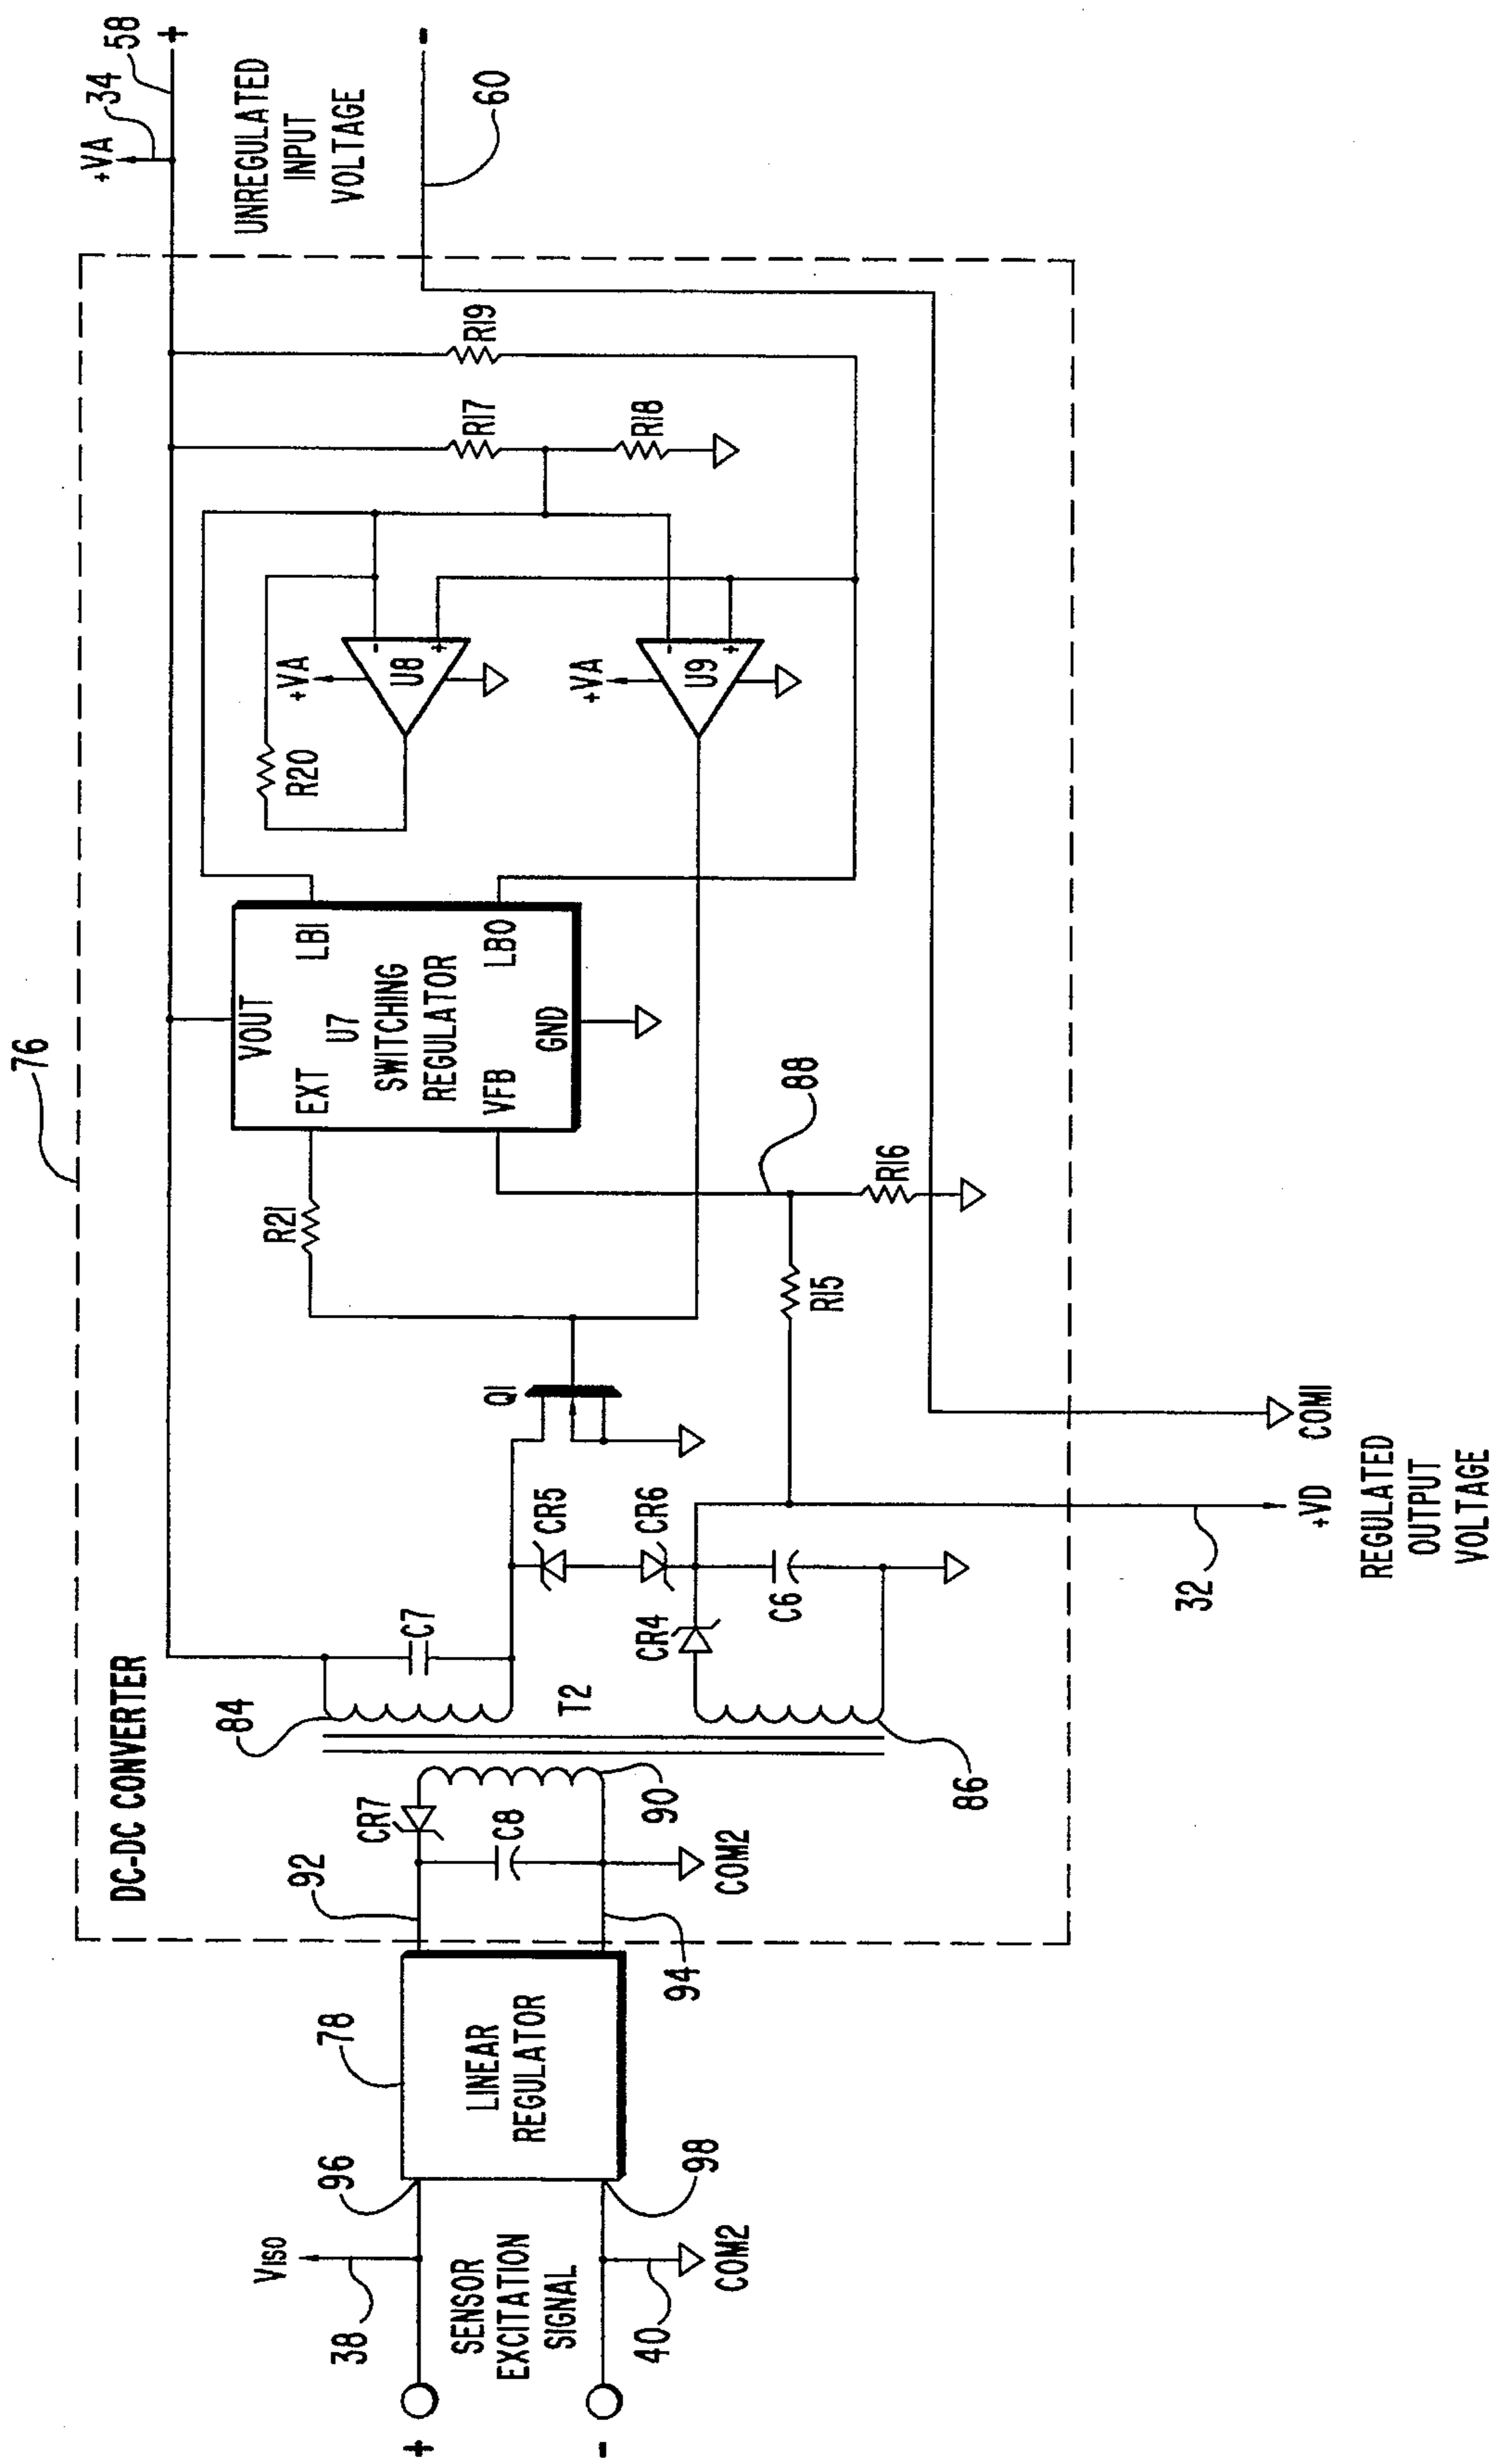 76
DC-DC CONVERTER
+VA
34
58
+
UNREGULATED
INPUT
VOLTAGE
-
60
84
C7
R21
VOUT
EXT
LBI
U7
SWITCHING
REGULATOR
VFB
LBO
GND
R20
+VA
-
+
U8
+VA
-
+
U9
R17
R18
R19
Q1
CR5
CR6
CR4
C6
T2
86
R15
R16
88
CR7
C8
90
92
94
COM2
78
LINEAR
REGULATOR
96
98
VISO
38
SENSOR
EXCITATION
SIGNAL
40
COM2
+
-
32
+VD
COM1
REGULATED
OUTPUT
VOLTAGE